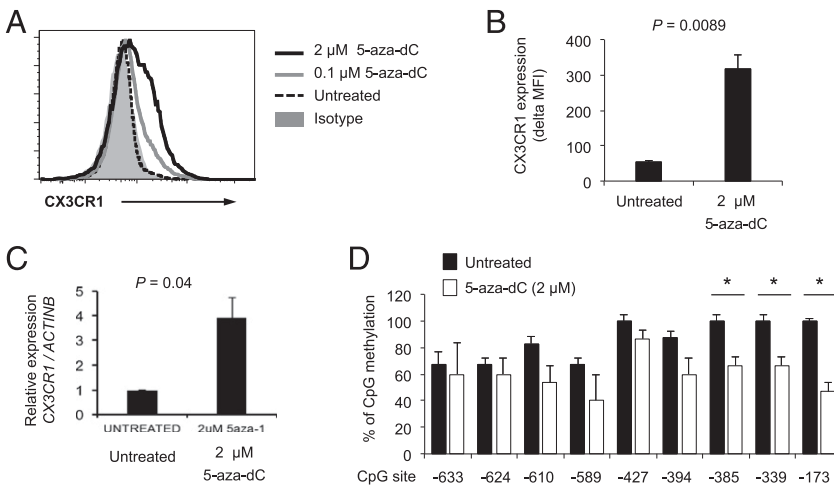 A
2 µM 5-aza-dC
0.1 µM 5-aza-dC
Untreated
Isotype
CX3CR1
B
P = 0.0089
CX3CR1 expression
(delta MFI)
400
300
200
100
0
Untreated
2 µM
5-aza-dC
C
P = 0.04
Relative expression
CX3CR1 / ACTINB
5
4
3
2
1
0
UNTREATED 2uM 5aza-1
Untreated
2 µM
5-aza-dC
D
Untreated
5-aza-dC (2 µM)
* * *
% of CpG methylation
120
100
80
60
40
20
0
CpG site -633 -624 -610 -589 -427 -394 -385 -339 -173